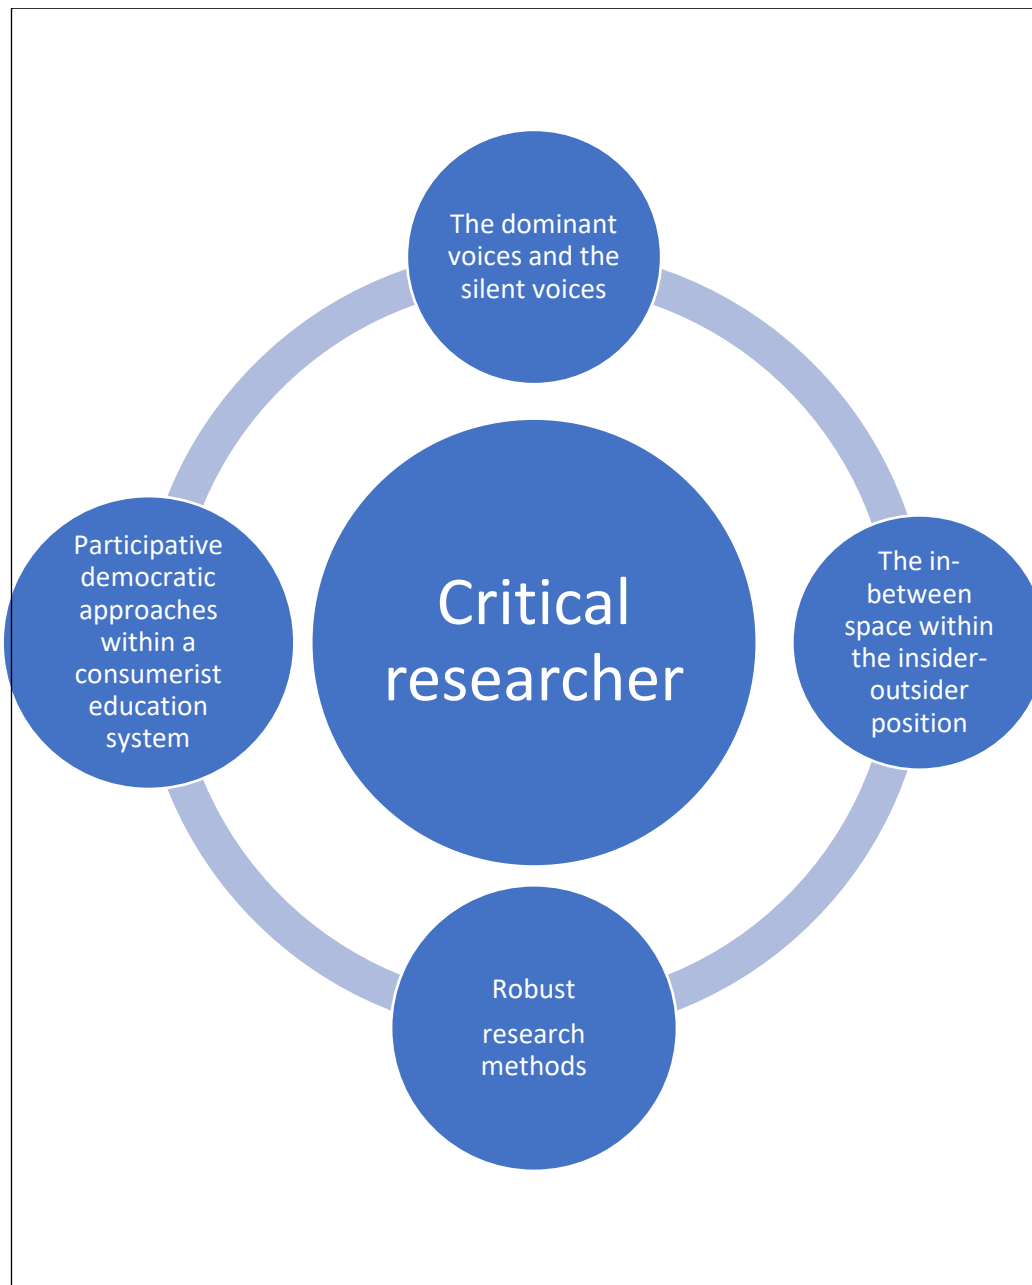 The dominant
voices and the
silent voices
Critical
researcher
The in-
between
space within
the insider-
outsider
position
Robust
research
methods
Participative
democratic
approaches
within a
consumerist
education
system